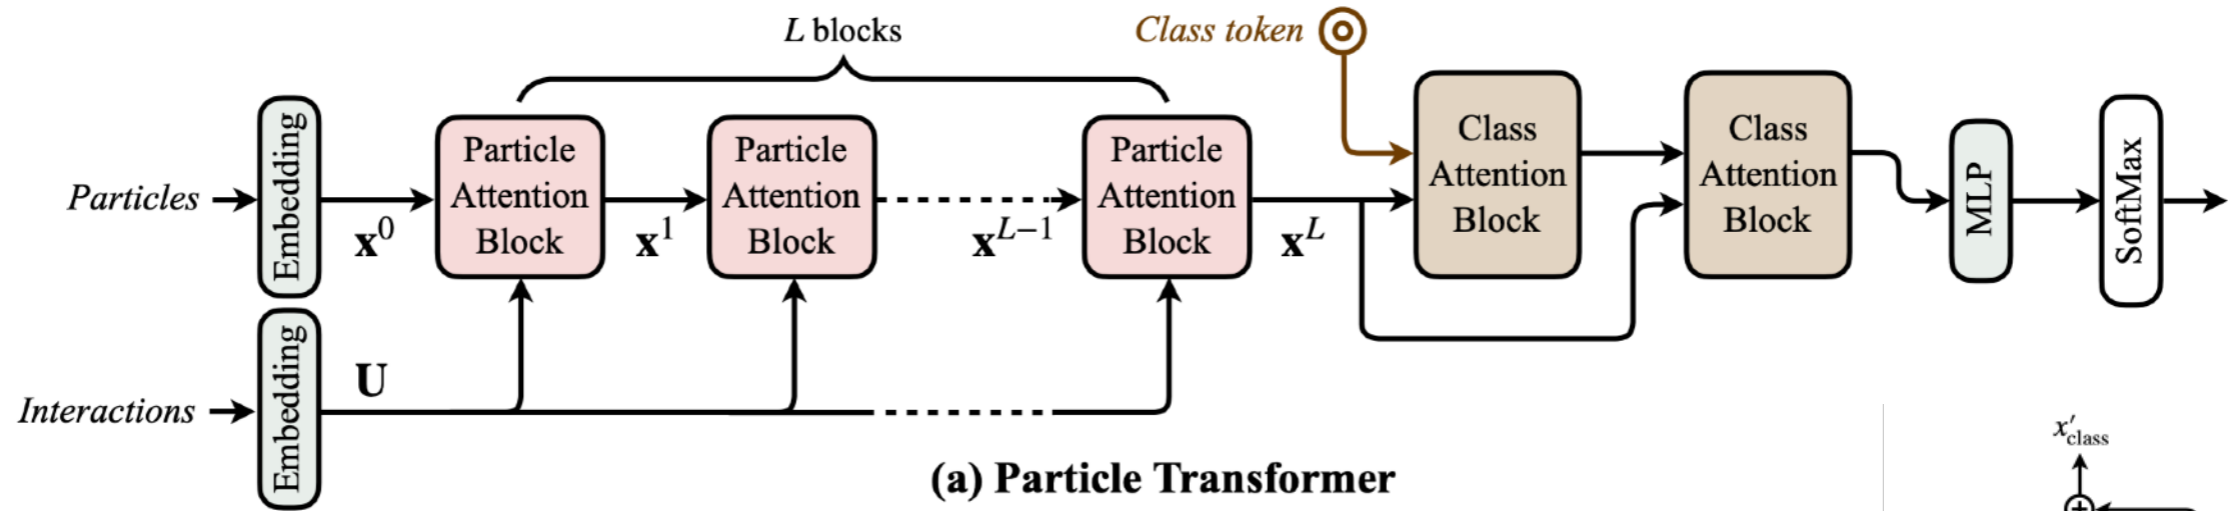 L blocks
Class token
Particles
Embedding
x⁰
Particle
Attention
Block
x¹
Particle
Attention
Block
xᴸ⁻¹
Particle
Attention
Block
xᴸ
Class
Attention
Block
Class
Attention
Block
MLP
SoftMax
Interactions
Embedding
U
(a) Particle Transformer
x′class